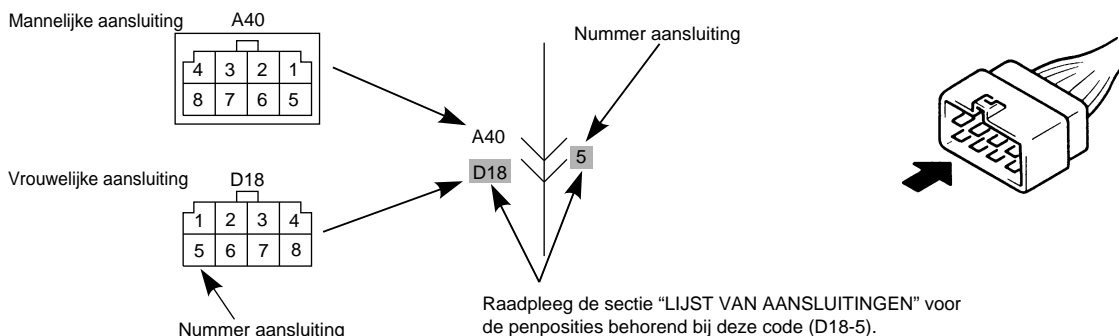 Mannelijke aansluiting
A40
4 3 2 1
8 7 6 5
Nummer aansluiting
A40
D18
5
Vrouwelijke aansluiting
D18
1 2 3 4
5 6 7 8
Nummer aansluiting
Raadpleeg de sectie “LIJST VAN AANSLUITINGEN” voor
de penposities behorend bij deze code (D18-5).